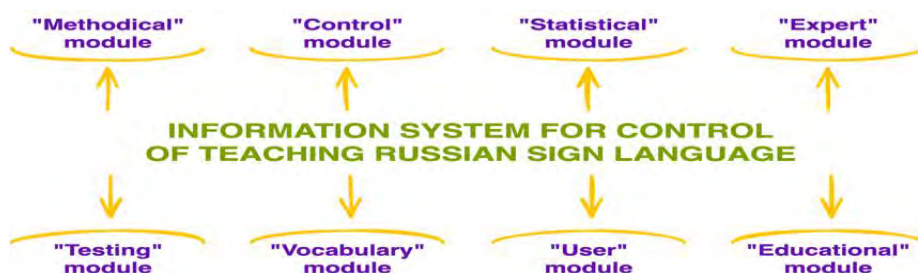 "Methodical"
module
"Control"
module
"Statistical"
module
"Expert"
module
INFORMATION SYSTEM FOR CONTROL
OF TEACHING RUSSIAN SIGN LANGUAGE
"Testing"
module
"Vocabulary"
module
"User"
module
"Educational"
module